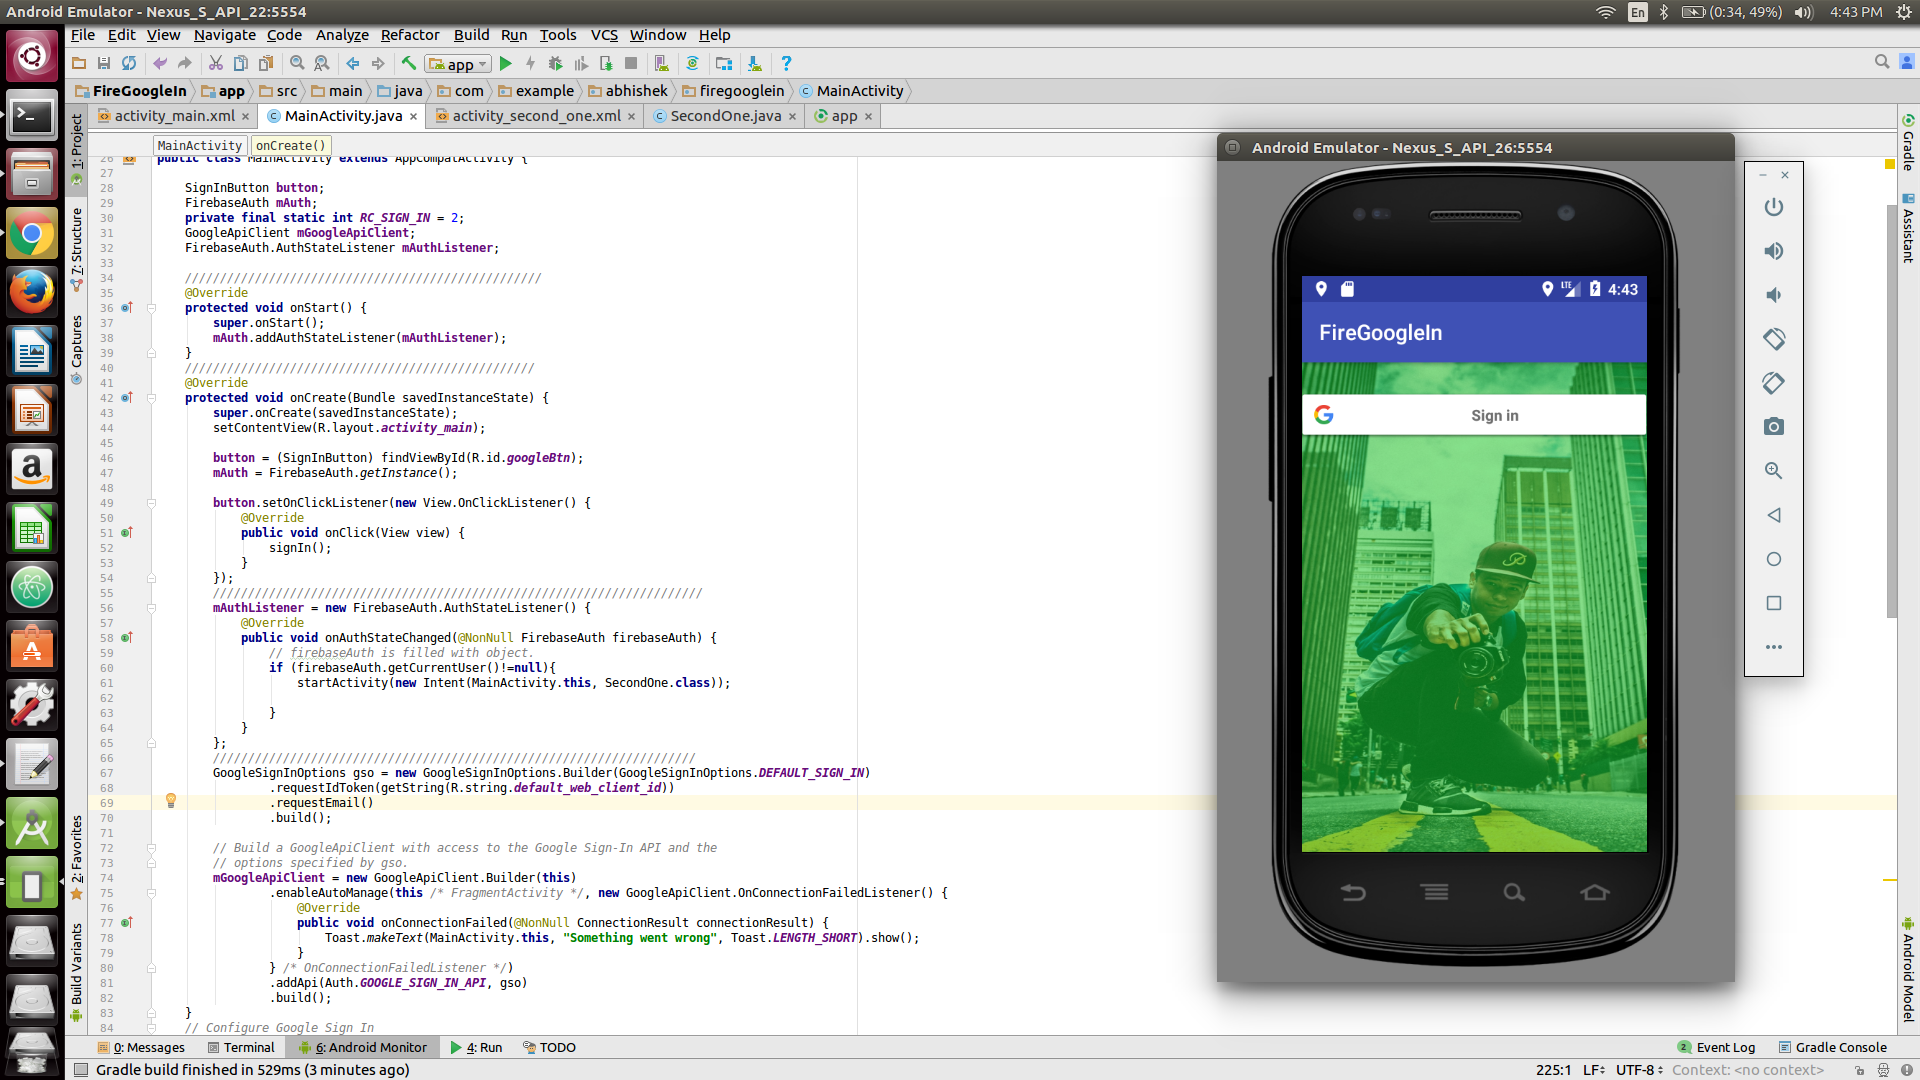 Android Emulator - Nexus_S_API_22:5554
En
(0:34, 49%)
4:43 PM
File Edit View Navigate Code Analyze Refactor Build Run Tools VCS Window Help
app
FireGoogleIn app src main java com example abhishek firegooglein MainActivity
activity_main.xml MainActivity.java activity_second_one.xml SecondOne.java app
MainActivity onCreate()
1: Project
7: Structure
Captures
2: Favorites
Build Variants
26 public class MainActivity extends AppCompatActivity {
27
28 SignInButton button;
29 FirebaseAuth mAuth;
30 private final static int RC_SIGN_IN = 2;
31 GoogleApiClient mGoogleApiClient;
32 FirebaseAuth.AuthStateListener mAuthListener;
33
34 ///////////////////////////////////////////////////
35 @Override
36 protected void onStart() {
37 super.onStart();
38 mAuth.addAuthStateListener(mAuthListener);
39 }
40 //////////////////////////////////////////////////
41 @Override
42 protected void onCreate(Bundle savedInstanceState) {
43 super.onCreate(savedInstanceState);
44 setContentView(R.layout.activity_main);
45
46 button = (SignInButton) findViewById(R.id.googleBtn);
47 mAuth = FirebaseAuth.getInstance();
48
49 button.setOnClickListener(new View.OnClickListener() {
50 @Override
51 public void onClick(View view) {
52 signIn();
53 }
54 });
55 //////////////////////////////////////////////////////////////////////
56 mAuthListener = new FirebaseAuth.AuthStateListener() {
57 @Override
58 public void onAuthStateChanged(@NonNull FirebaseAuth firebaseAuth) {
59 // firebaseAuth is filled with object.
60 if (firebaseAuth.getCurrentUser()!=null){
61 startActivity(new Intent(MainActivity.this, SecondOne.class));
62
63 }
64 }
65 };
66 /////////////////////////////////////////////////////////////////////
67 GoogleSignInOptions gso = new GoogleSignInOptions.Builder(GoogleSignInOptions.DEFAULT_SIGN_IN)
68 .requestIdToken(getString(R.string.default_web_client_id))
69 .requestEmail()
70 .build();
71
72 // Build a GoogleApiClient with access to the Google Sign-In API and the
73 // options specified by gso.
74 mGoogleApiClient = new GoogleApiClient.Builder(this)
75 .enableAutoManage(this /* FragmentActivity */, new GoogleApiClient.OnConnectionFailedListener() {
76 @Override
77 public void onConnectionFailed(@NonNull ConnectionResult connectionResult) {
78 Toast.makeText(MainActivity.this, "Something went wrong", Toast.LENGTH_SHORT).show();
79 }
80 } /* OnConnectionFailedListener */)
81 .addApi(Auth.GOOGLE_SIGN_IN_API, gso)
82 .build();
83 }
84 // Configure Google Sign In
Android Emulator - Nexus_S_API_26:5554
LTE 4:43
FireGoogleIn
G Sign in
Gradle
Assistant
Android Model
0: Messages Terminal 6: Android Monitor 4: Run TODO
2 Event Log Gradle Console
Gradle build finished in 529ms (3 minutes ago)
225:1 LF UTF-8 Context: <no context>